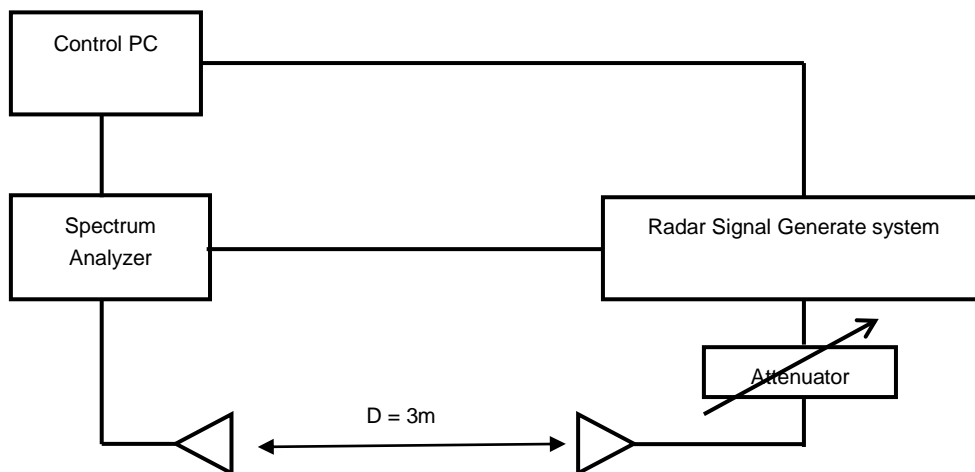 Control PC
Spectrum
Analyzer
Radar Signal Generate system
Attenuator
D = 3m